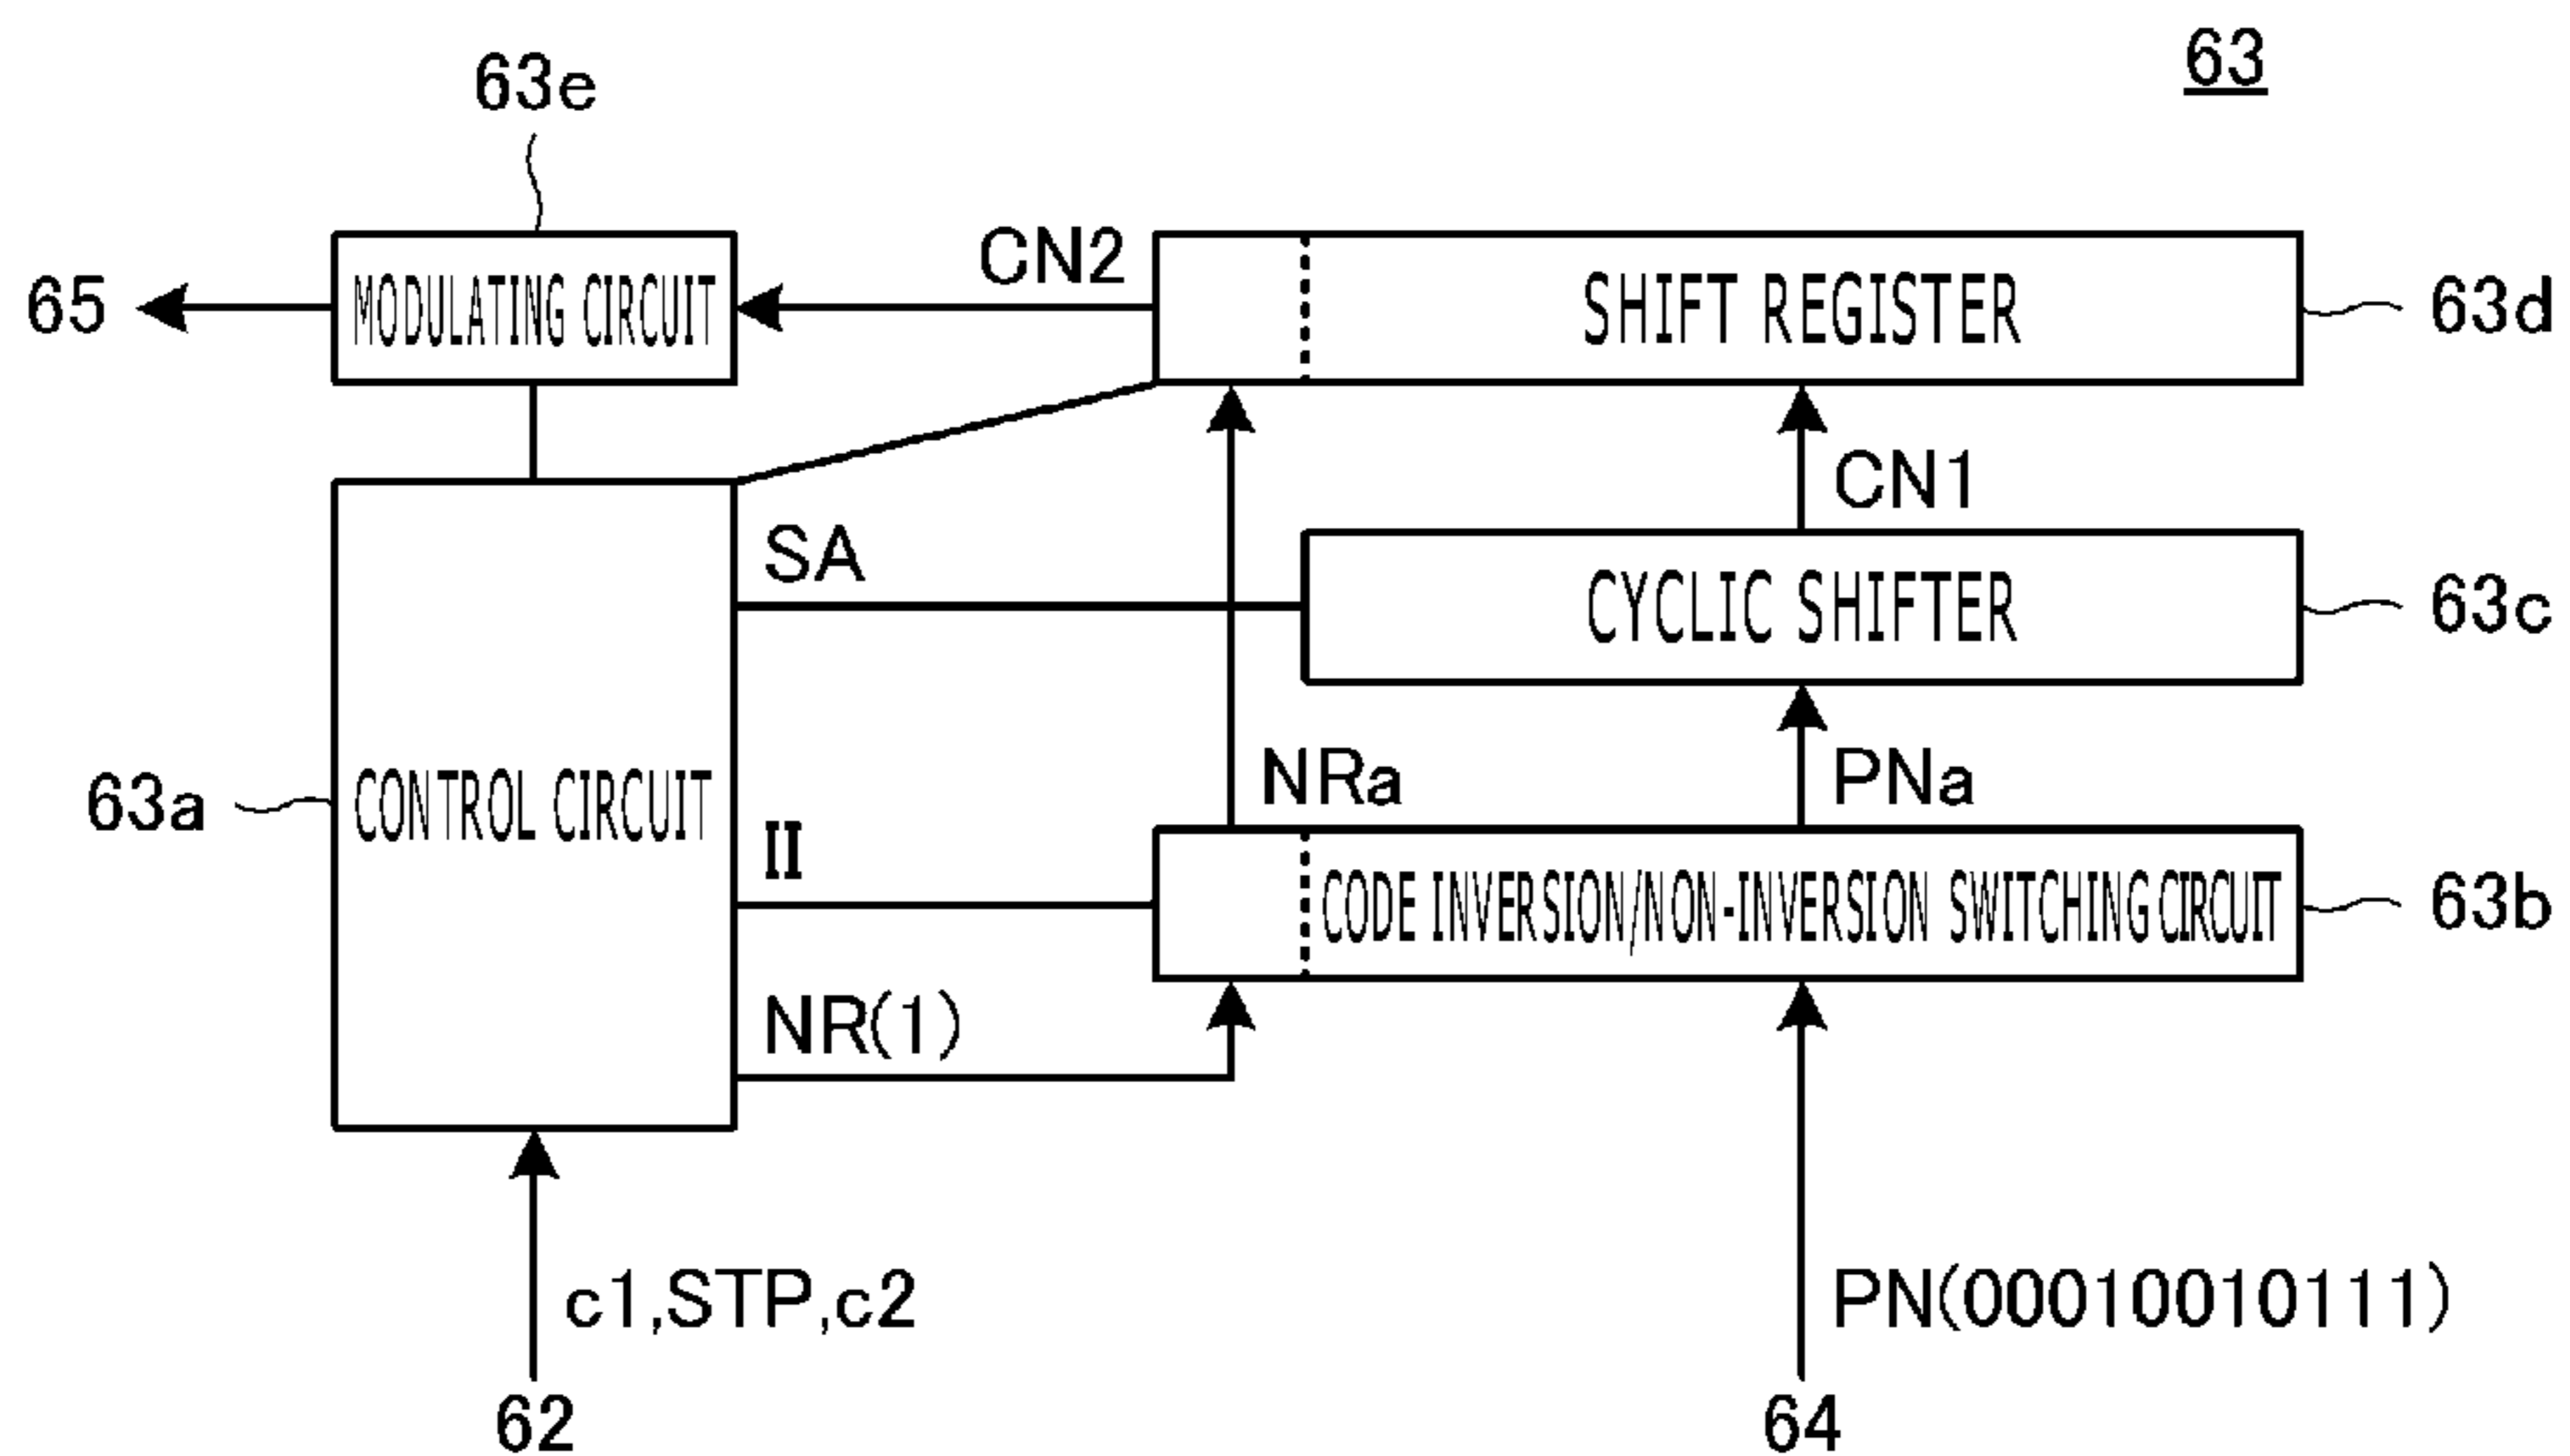 63
63e
CN2
65
MODULATING CIRCUIT
SHIFT REGISTER
63d
CN1
SA
CYCLIC SHIFTER
63c
63a
CONTROL CIRCUIT
NRa
PNa
II
CODE INVERSION/NON-INVERSION SWITCHING CIRCUIT
63b
NR(1)
c1,STP,c2
PN(00010010111)
62
64